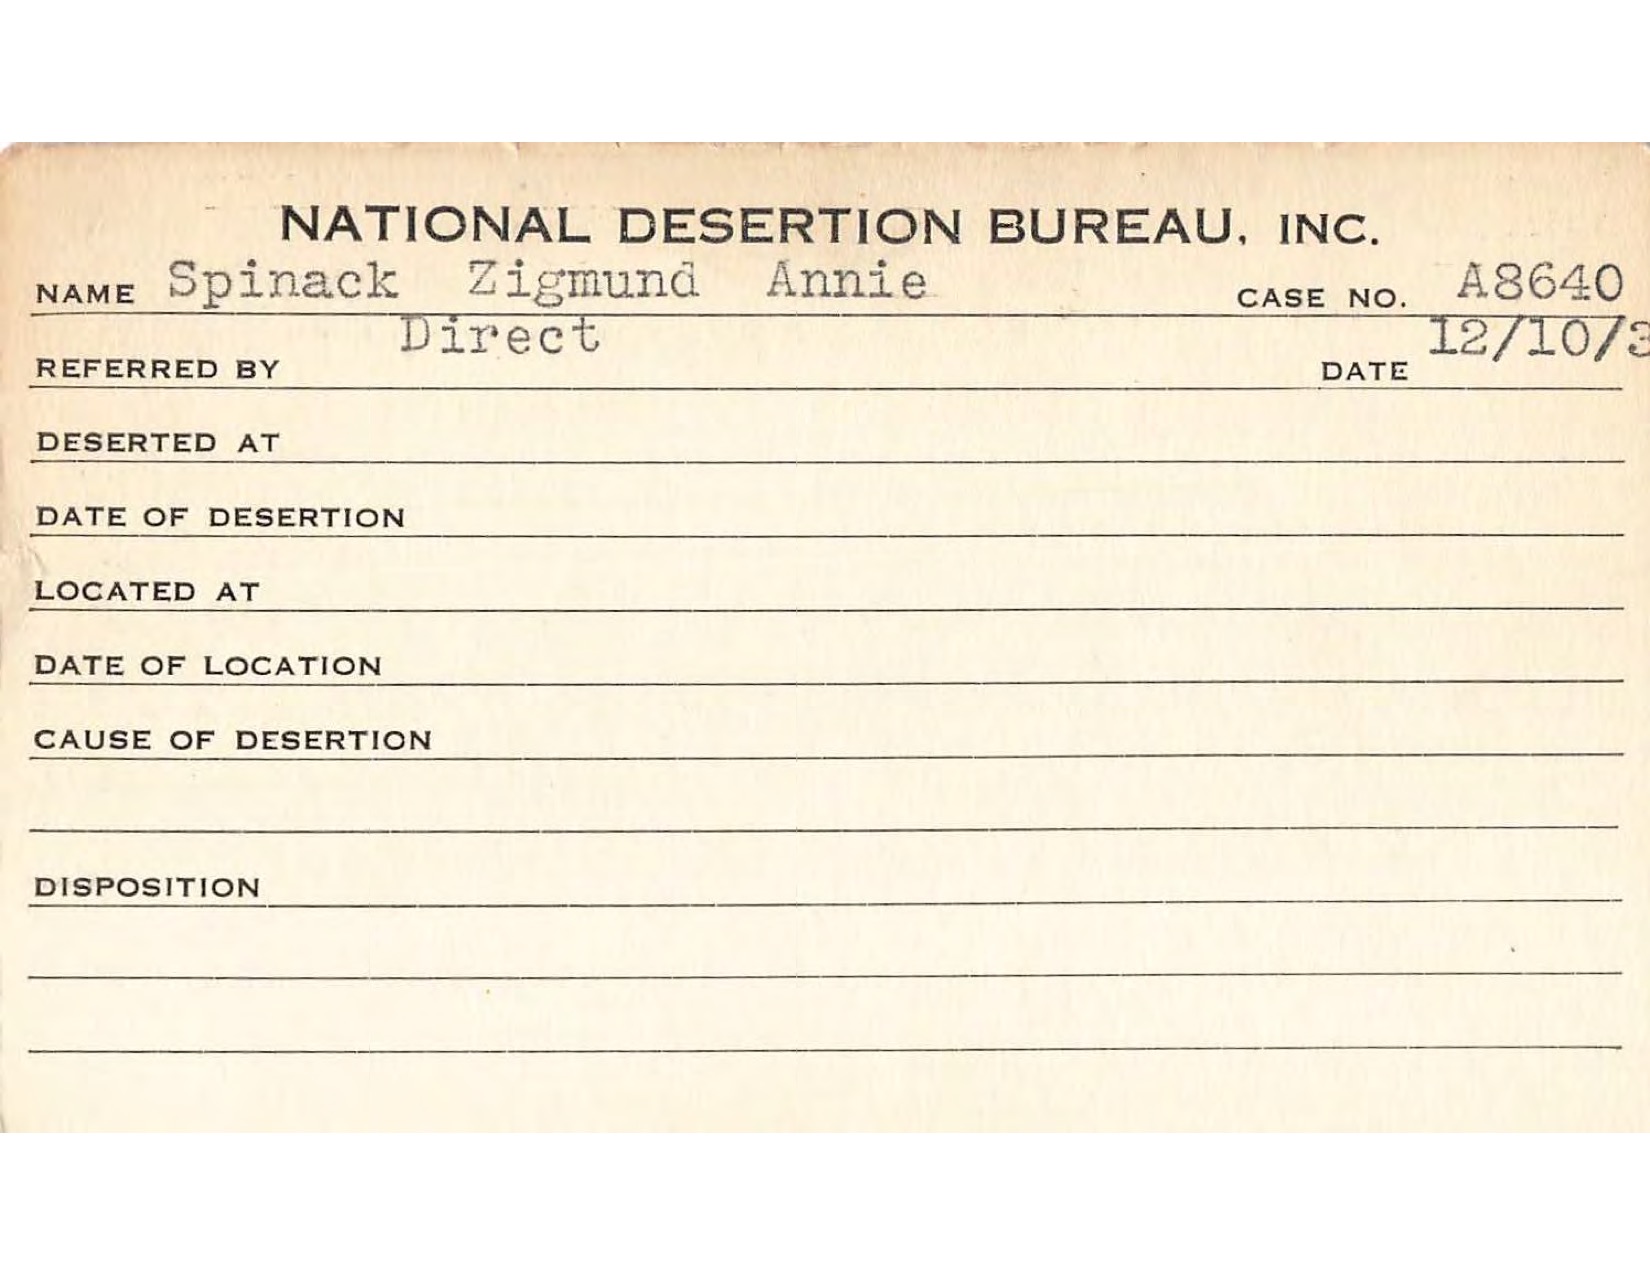 NATIONAL DESERTION BUREAU, INC.
NAME Spinack Zigmund Annie CASE NO. A8640
REFERRED BY Direct DATE 12/10/3
DESERTED AT
DATE OF DESERTION
LOCATED AT
DATE OF LOCATION
CAUSE OF DESERTION
DISPOSITION